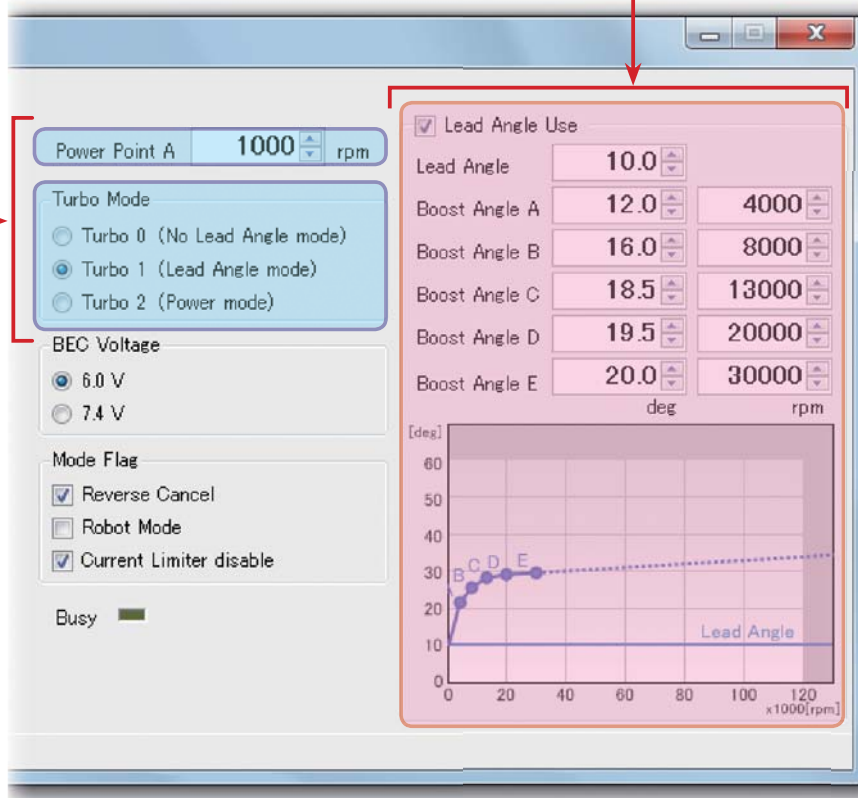 Power Point A 1000 rpm
Turbo Mode
Turbo 0 (No Lead Angle mode)
Turbo 1 (Lead Angle mode)
Turbo 2 (Power mode)
BEC Voltage
6.0 V
7.4 V
Mode Flag
Reverse Cancel
Robot Mode
Current Limiter disable
Busy
Lead Angle Use
Lead Angle 10.0
Boost Angle A 12.0 4000
Boost Angle B 16.0 8000
Boost Angle C 18.5 13000
Boost Angle D 19.5 20000
Boost Angle E 20.0 30000
deg rpm
[deg]
60
50
40
30
20
10
0
B C D E
Lead Angle
0 20 40 60 80 100 120
x1000[rpm]